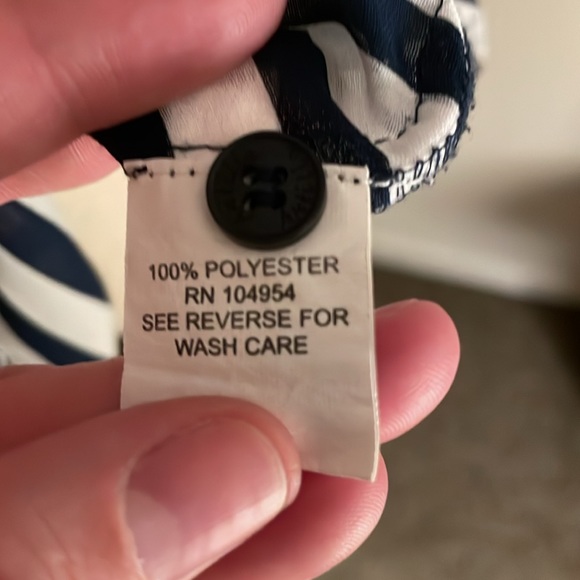 100% POLYESTER
RN 104954
SEE REVERSE FOR
WASH CARE